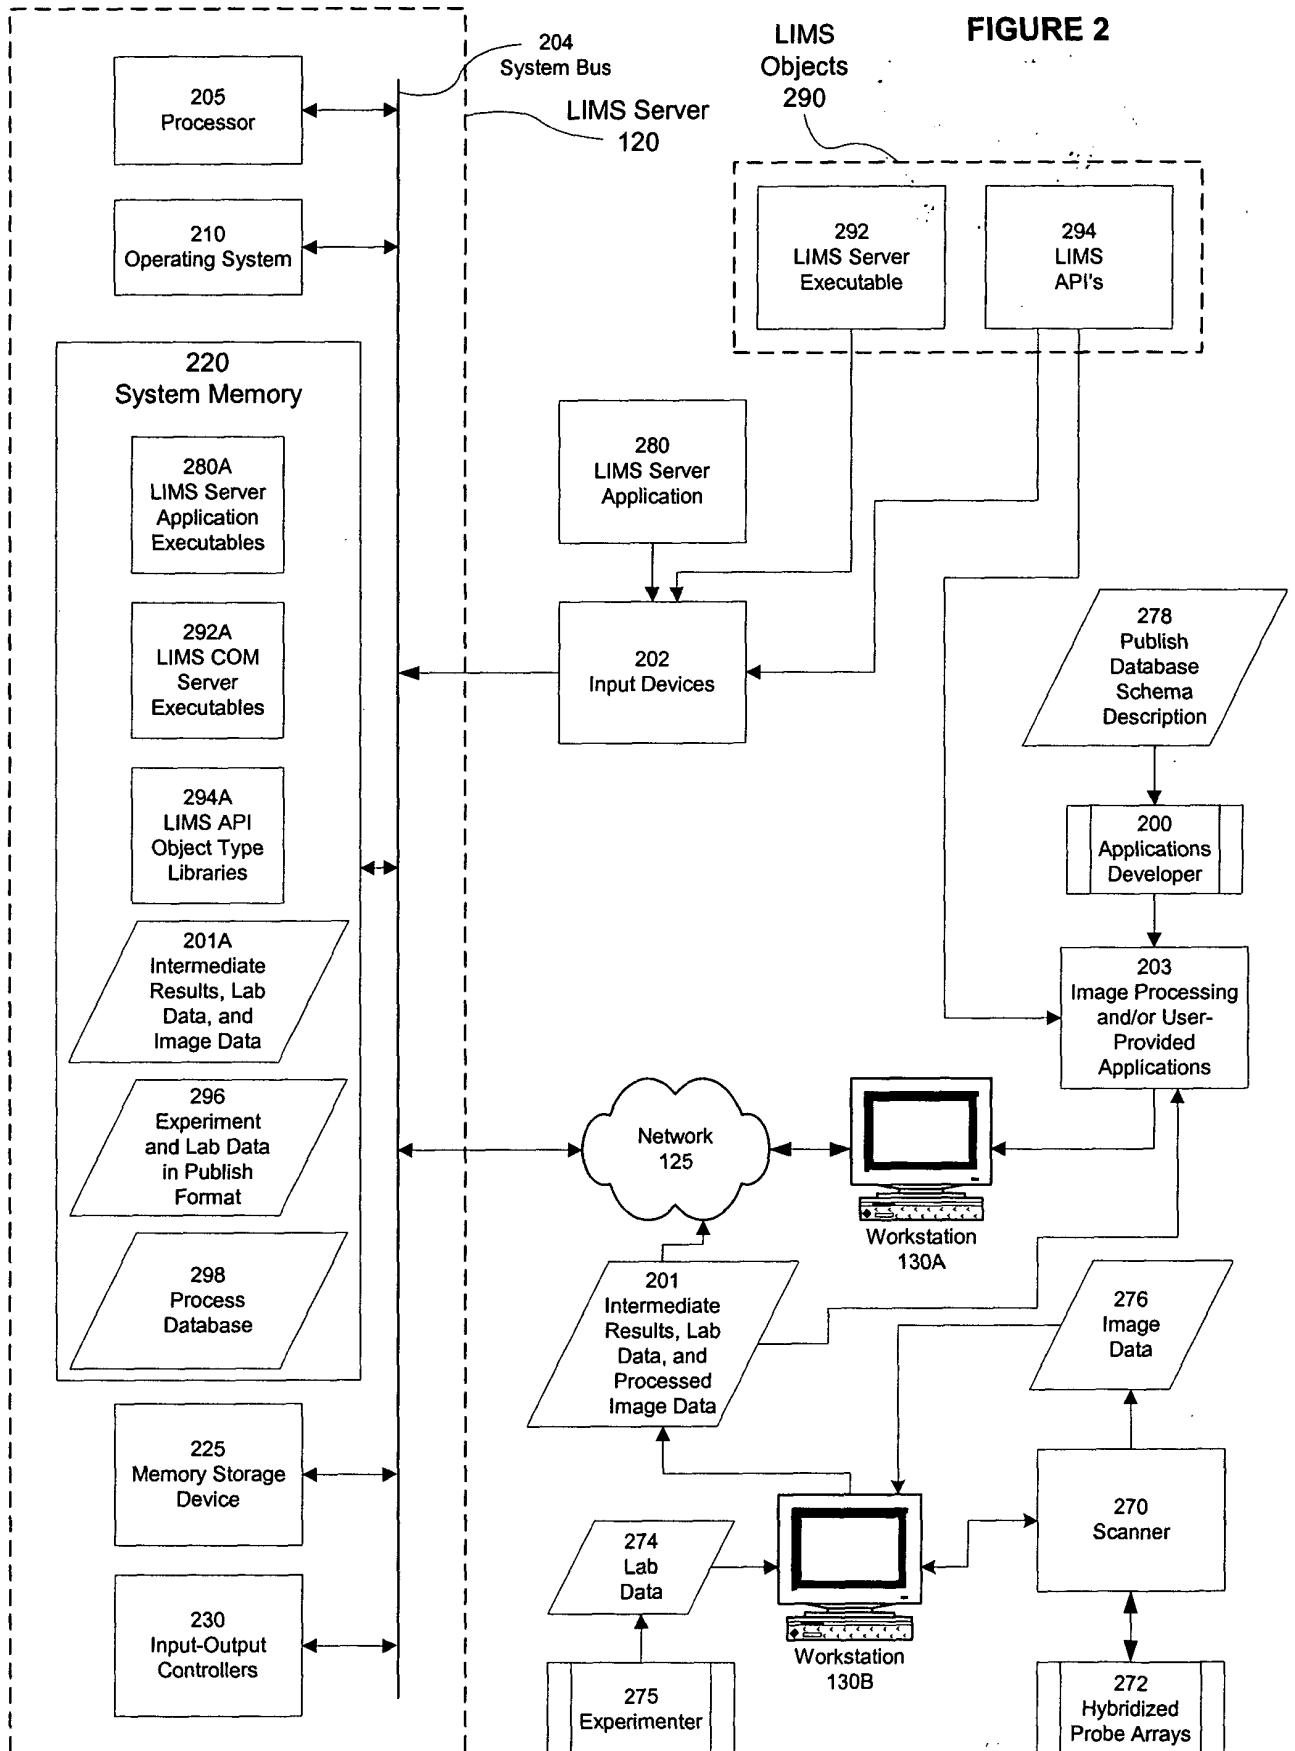 FIGURE 2
204
System Bus
LIMS Server
120
LIMS
Objects
290
205
Processor
210
Operating System
292
LIMS Server
Executable
294
LIMS
API's
220
System Memory
280A
LIMS Server
Application
Executables
292A
LIMS COM
Server
Executables
294A
LIMS API
Object Type
Libraries
201A
Intermediate
Results, Lab
Data, and
Image Data
296
Experiment
and Lab Data
in Publish
Format
298
Process
Database
225
Memory Storage
Device
230
Input-Output
Controllers
280
LIMS Server
Application
202
Input Devices
278
Publish
Database
Schema
Description
200
Applications
Developer
203
Image Processing
and/or User-
Provided
Applications
Network
125
Workstation
130A
201
Intermediate
Results, Lab
Data, and
Processed
Image Data
276
Image
Data
274
Lab
Data
270
Scanner
Workstation
130B
275
Experimenter
272
Hybridized
Probe Arrays